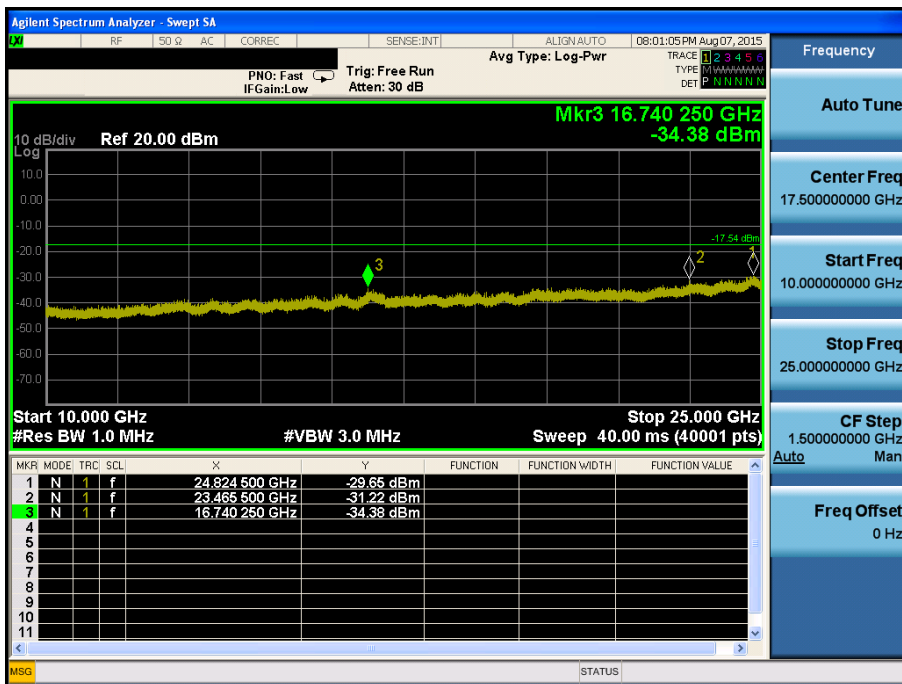 Agilent Spectrum Analyzer - Swept SA
LXI RF 50 Ω AC CORREC SENSE:INT ALIGN AUTO 08:01:05 PM Aug 07, 2015
Frequency
PNO: Fast Trig: Free Run Avg Type: Log-Pwr TRACE 1 2 3 4 5 6
IFGain:Low Atten: 30 dB TYPE M WWWWW
DET P N N N N N
Auto Tune
Mkr3 16.740 250 GHz
10 dB/div Ref 20.00 dBm -34.38 dBm
Log
10.0
0.00
-10.0
-17.54 dBm
-20.0
1
2
3
-30.0
-40.0
-50.0
-60.0
-70.0
Center Freq
17.500000000 GHz
Start Freq
10.000000000 GHz
Stop Freq
25.000000000 GHz
Start 10.000 GHz Stop 25.000 GHz
#Res BW 1.0 MHz #VBW 3.0 MHz Sweep 40.00 ms (40001 pts)
CF Step
1.500000000 GHz
Auto Man
MKR MODE TRC SCL X Y FUNCTION FUNCTION WIDTH FUNCTION VALUE
1 N 1 f 24.824 500 GHz -29.65 dBm
2 N 1 f 23.465 500 GHz -31.22 dBm
3 N 1 f 16.740 250 GHz -34.38 dBm
4
5
6
7
8
9
10
11
Freq Offset
0 Hz
MSG STATUS